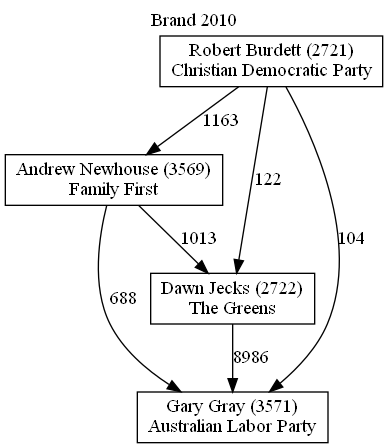 Brand 2010
Robert Burdett (2721)
Christian Democratic Party
1163
Andrew Newhouse (3569)
Family First
122
1013
104
Dawn Jecks (2722)
The Greens
688
8986
Gary Gray (3571)
Australian Labor Party